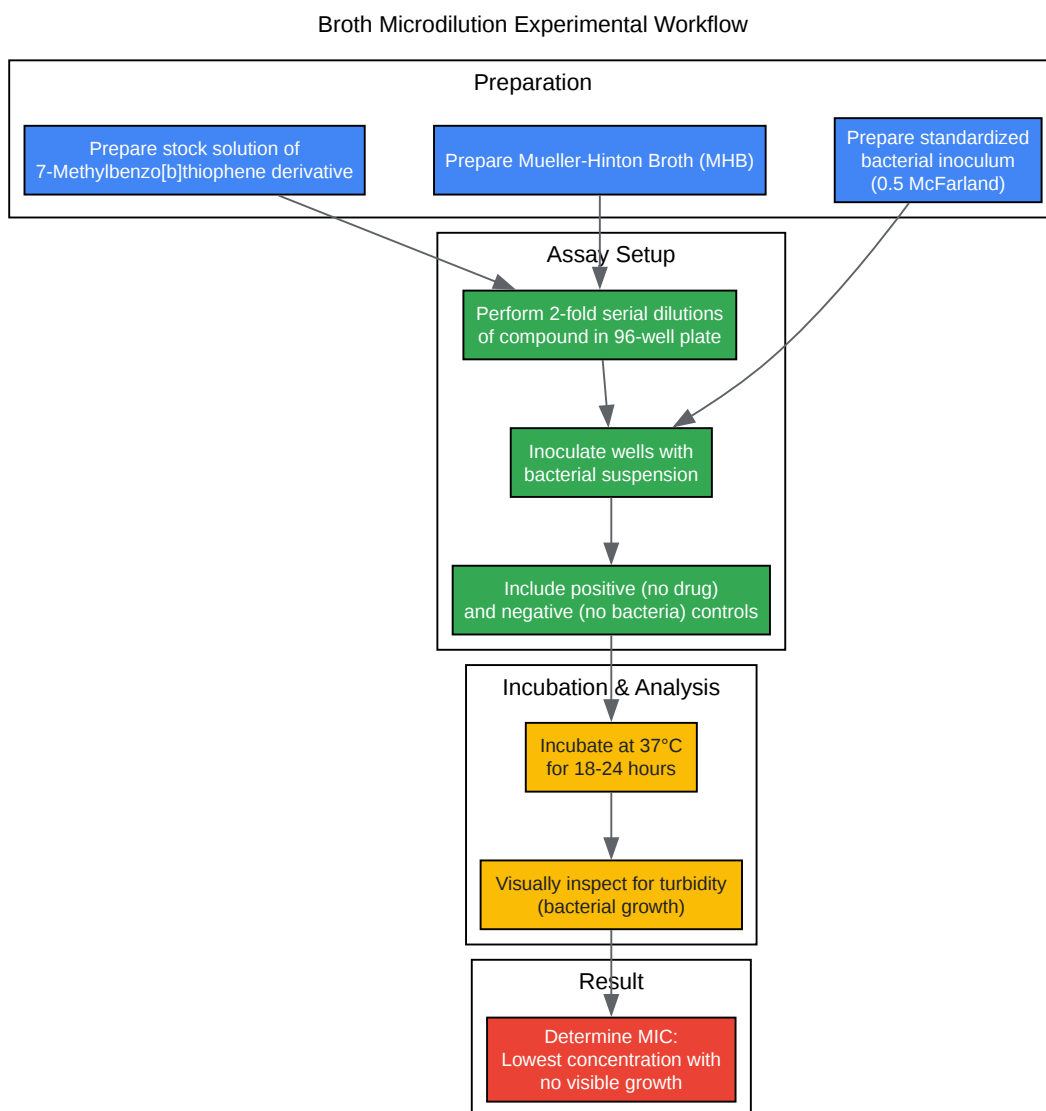 Broth Microdilution Experimental Workflow
Preparation
Prepare stock solution of
7-Methylbenzo[b]thiophene derivative
Prepare Mueller-Hinton Broth (MHB)
Prepare standardized
bacterial inoculum
(0.5 McFarland)
Assay Setup
Perform 2-fold serial dilutions
of compound in 96-well plate
Inoculate wells with
bacterial suspension
Include positive (no drug)
and negative (no bacteria) controls
Incubation & Analysis
Incubate at 37°C
for 18-24 hours
Visually inspect for turbidity
(bacterial growth)
Result
Determine MIC:
Lowest concentration with
no visible growth